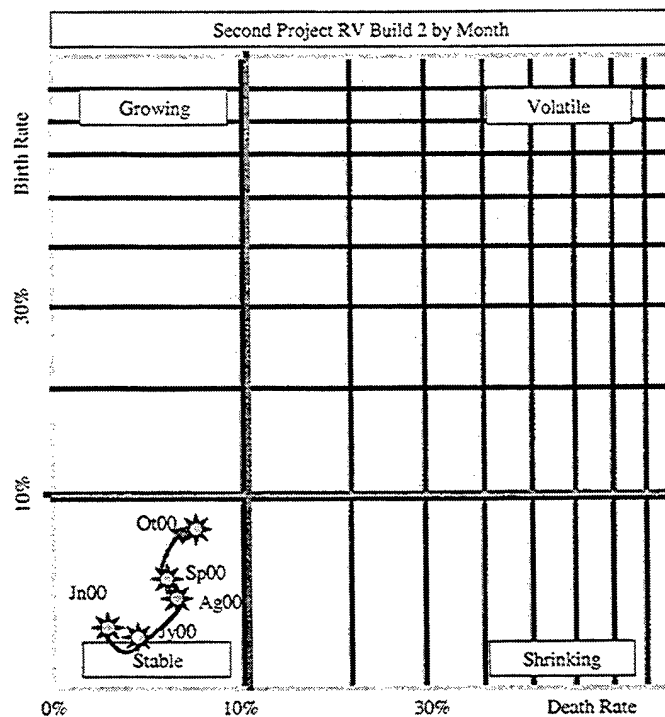 Second Project RV Build 2 by Month
Growing
Volatile
Birth Rate
30%
10%
Ot00
Sp00
Jn00
Ag00
Jy00
Stable
Shrinking
0%
10%
30%
Death Rate